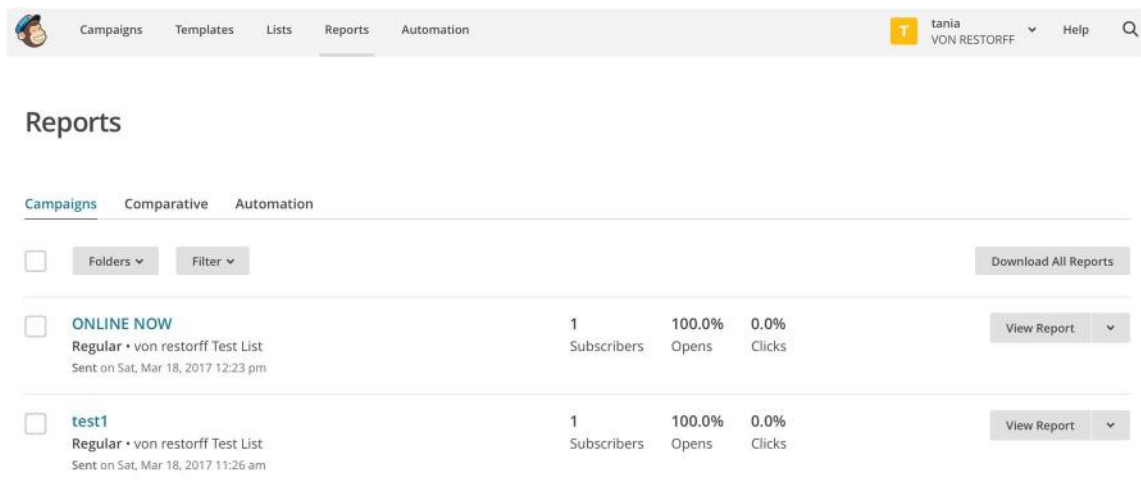 Campaigns Templates Lists Reports Automation T tania Help
VON RESTORFF
Reports
Campaigns Comparative Automation
Folders Filter Download All Reports
ONLINE NOW 1 100.0% 0.0% View Report
Regular • von restorff Test List Subscribers Opens Clicks
Sent on Sat, Mar 18, 2017 12:23 pm
test1 1 100.0% 0.0% View Report
Regular • von restorff Test List Subscribers Opens Clicks
Sent on Sat, Mar 18, 2017 11:26 am